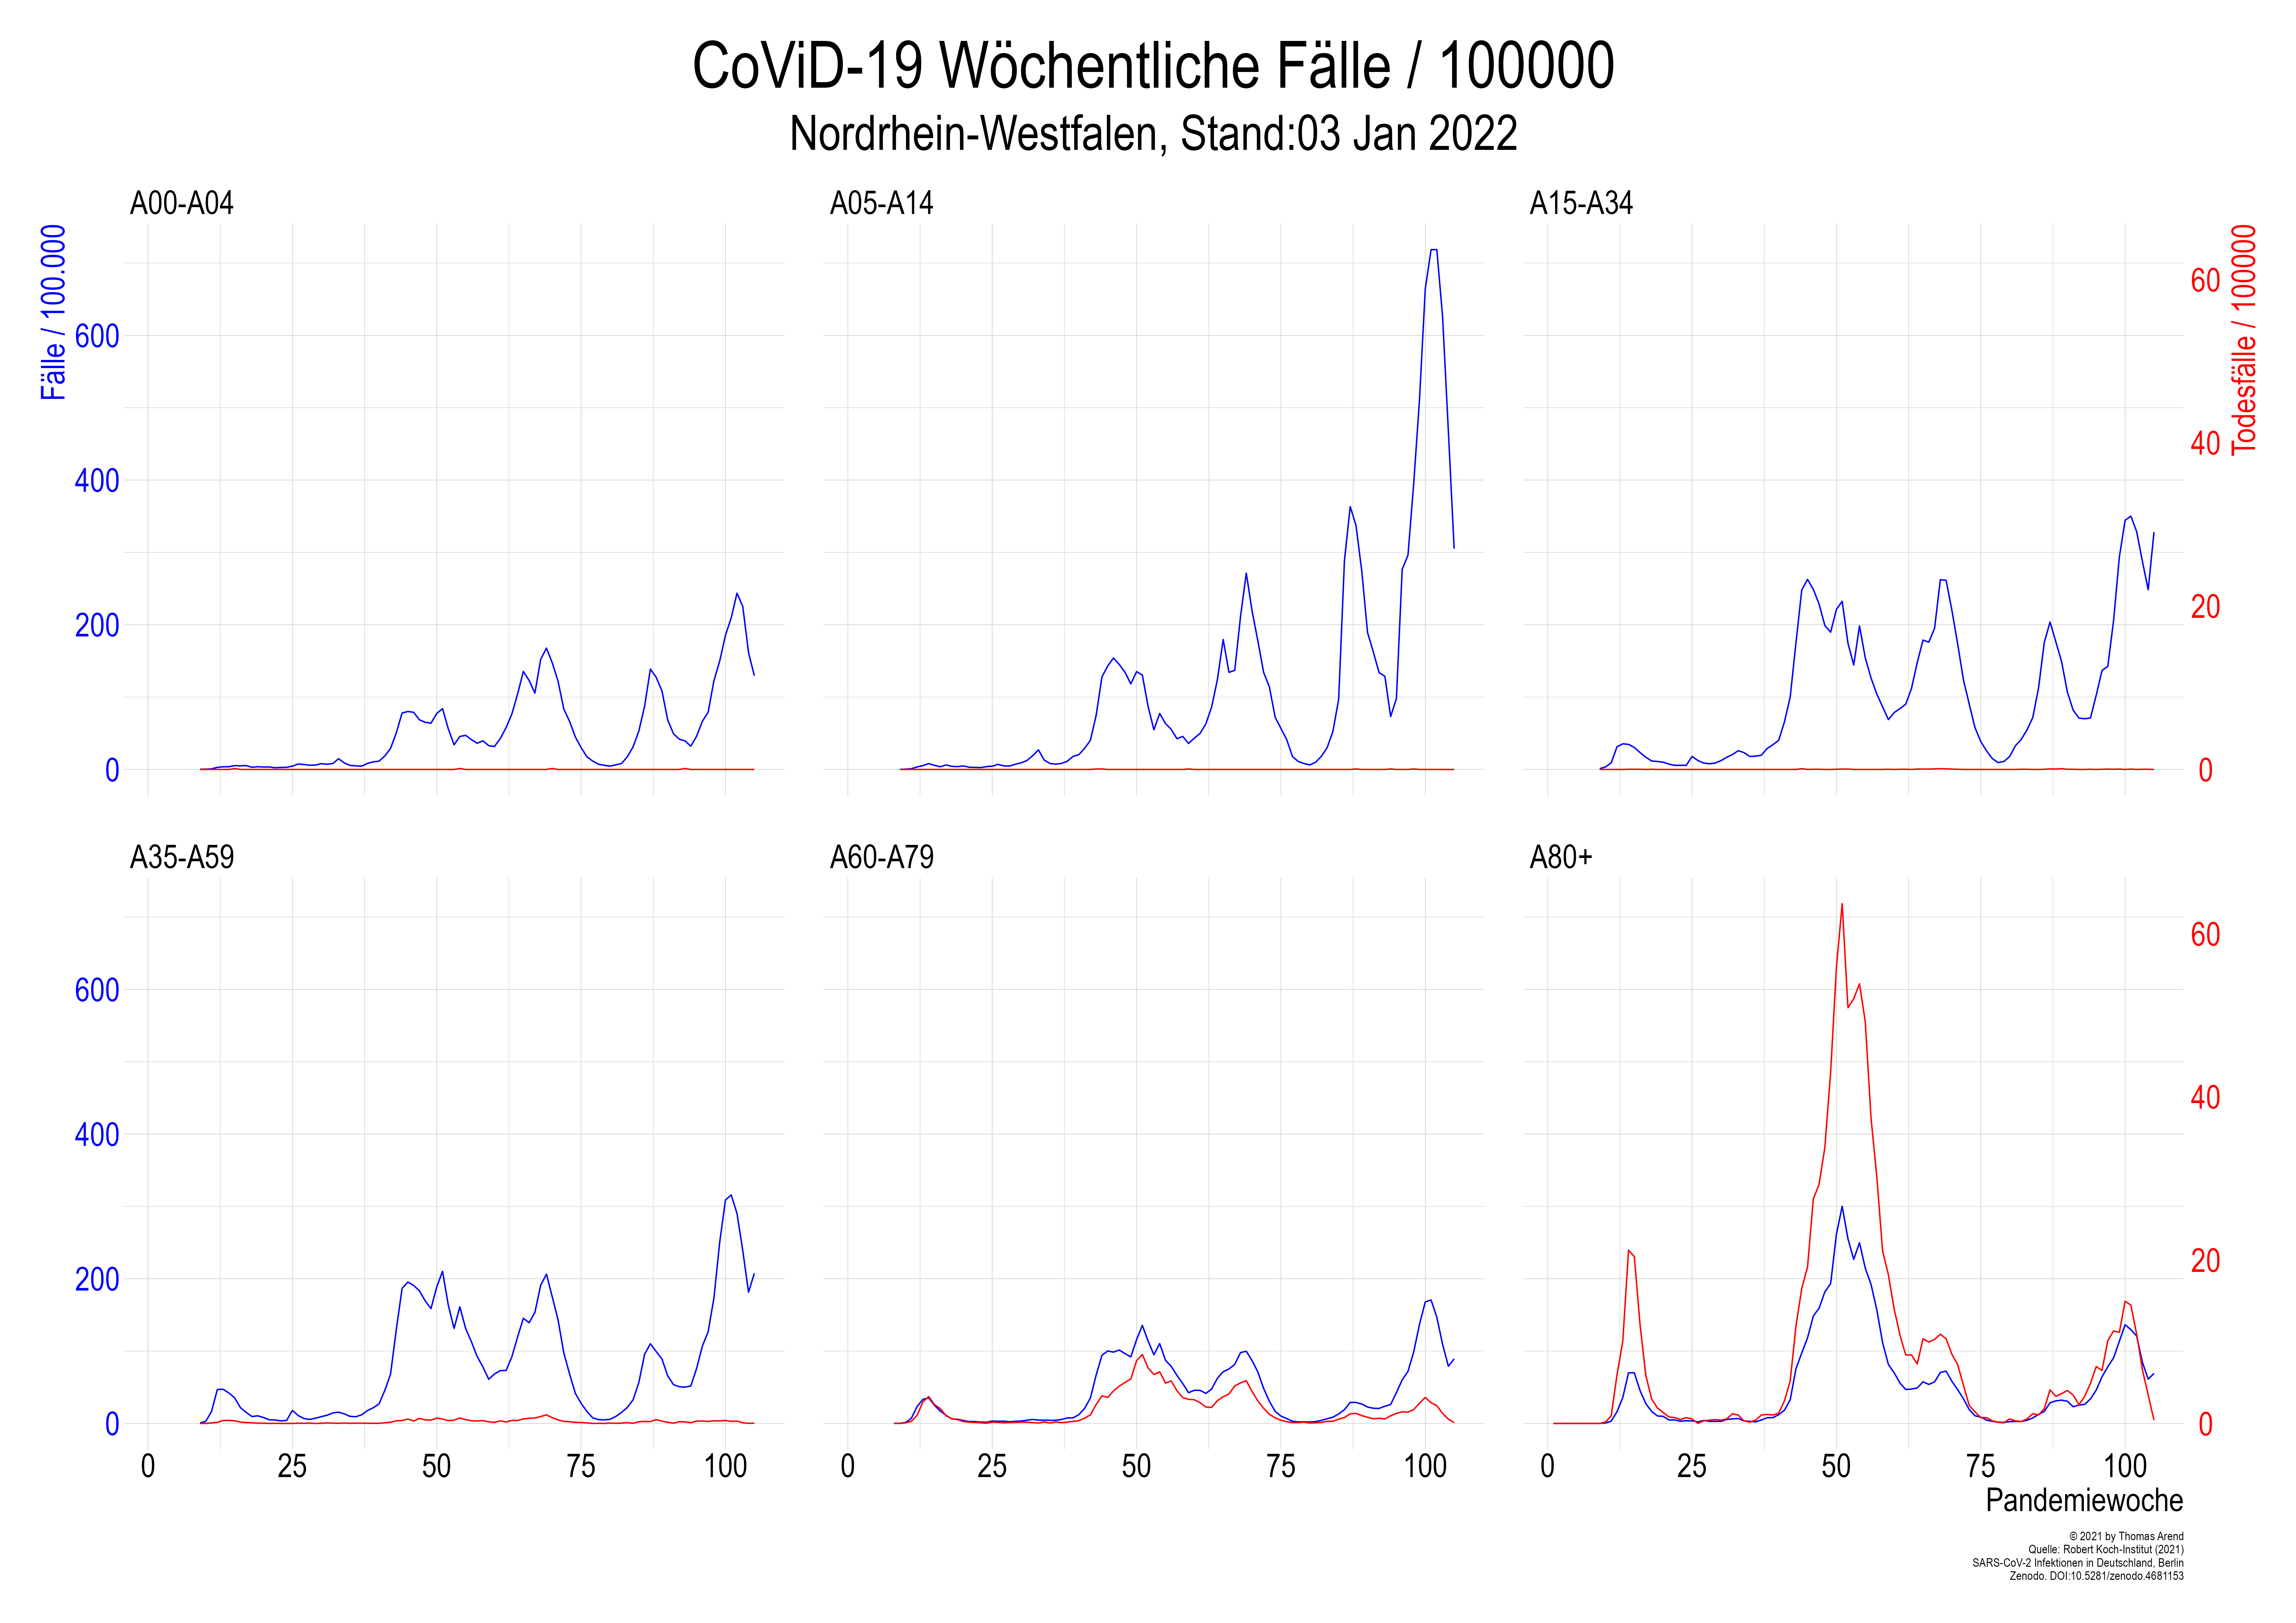 CoViD-19 Wöchentliche Fälle / 100000
Nordrhein-Westfalen, Stand:03 Jan 2022
A00-A04
A05-A14
A15-A34
Fälle / 100.000
600
400
200
0
60
40
20
0
Todesfälle / 100000
A35-A59
A60-A79
A80+
600
400
200
0
60
40
20
0
0 25 50 75 100
0 25 50 75 100
0 25 50 75 100
Pandemiewoche
© 2021 by Thomas Arend
Quelle: Robert Koch-Institut (2021)
SARS-CoV-2 Infektionen in Deutschland, Berlin
Zenodo. DOI:10.5281/zenodo.4681153